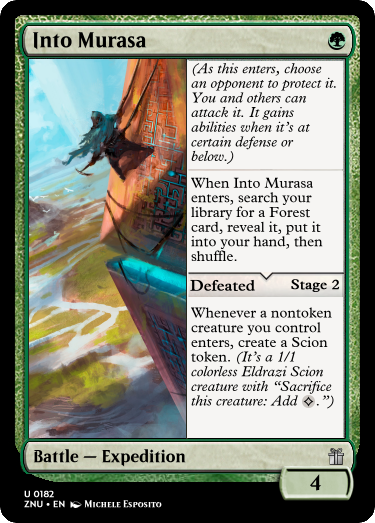 Into Murasa
(As this enters, choose
an opponent to protect it.
You and others can
attack it. It gains
abilities when it's at
certain defense or
below.)
When Into Murasa
enters, search your
library for a Forest
card, reveal it, put it
into your hand, then
shuffle.
Defeated Stage 2
Whenever a nontoken
creature you control
enters, create a Scion
token. (It's a 1/1
colorless Eldrazi Scion
creature with “Sacrifice
this creature: Add .”)
Battle — Expedition
4
U 0182
ZNU • EN Michele Esposito